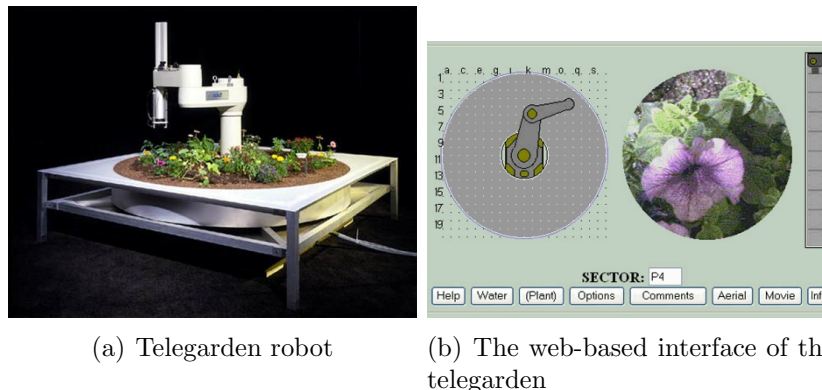 a. .c. .e. .g. .ı. .k. .m. .o. .q. .s.
1.
3
5
7
9
11
13
15
17
19
SECTOR: P4
Help Water (Plant) Options Comments Aerial Movie Inf
(a) Telegarden robot
(b) The web-based interface of th
telegarden